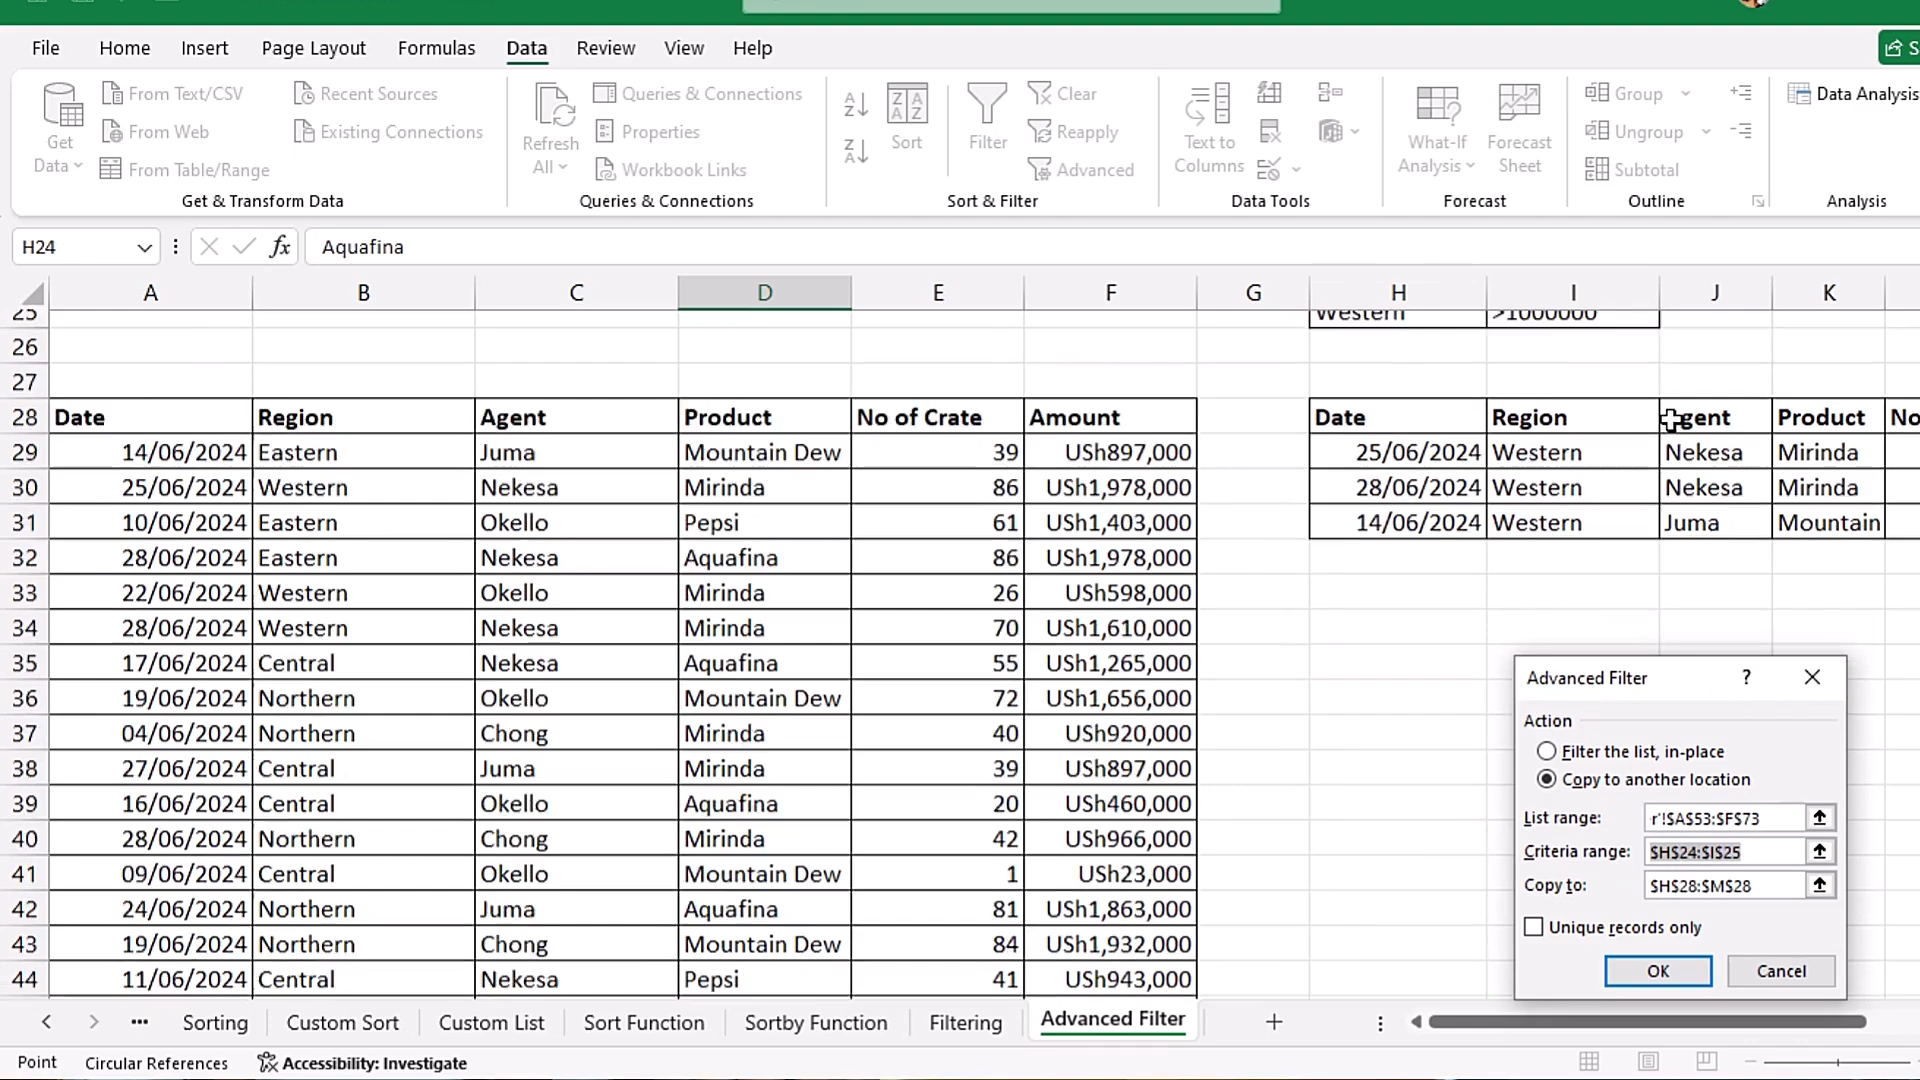 File Home Insert Page Layout Formulas Data Review View Help
Get Data
From Text/CSV
From Web
From Table/Range
Recent Sources
Existing Connections
Get & Transform Data
Refresh All
Queries & Connections
Properties
Workbook Links
Queries & Connections
Sort
Filter
Clear
Reapply
Advanced
Sort & Filter
Text to Columns
Data Tools
What-If Analysis
Forecast Sheet
Forecast
Group
Ungroup
Subtotal
Outline
Data Analysis
Analysis
H24 fx Aquafina
A B C D E F G H I J K
25 Western >1000000
26
27
28 Date Region Agent Product No of Crate Amount Date Region Agent Product No
29 14/06/2024 Eastern Juma Mountain Dew 39 USh897,000 25/06/2024 Western Nekesa Mirinda
30 25/06/2024 Western Nekesa Mirinda 86 USh1,978,000 28/06/2024 Western Nekesa Mirinda
31 10/06/2024 Eastern Okello Pepsi 61 USh1,403,000 14/06/2024 Western Juma Mountain
32 28/06/2024 Eastern Nekesa Aquafina 86 USh1,978,000
33 22/06/2024 Western Okello Mirinda 26 USh598,000
34 28/06/2024 Western Nekesa Mirinda 70 USh1,610,000
35 17/06/2024 Central Nekesa Aquafina 55 USh1,265,000
36 19/06/2024 Northern Okello Mountain Dew 72 USh1,656,000
37 04/06/2024 Northern Chong Mirinda 40 USh920,000
38 27/06/2024 Central Juma Mirinda 39 USh897,000
39 16/06/2024 Central Okello Aquafina 20 USh460,000
40 28/06/2024 Northern Chong Mirinda 42 USh966,000
41 09/06/2024 Central Okello Mountain Dew 1 USh23,000
42 24/06/2024 Northern Juma Aquafina 81 USh1,863,000
43 19/06/2024 Northern Chong Mountain Dew 84 USh1,932,000
44 11/06/2024 Central Nekesa Pepsi 41 USh943,000
Advanced Filter ?
Action
Filter the list, in-place
Copy to another location
List range: r'!$A$53:$F$73
Criteria range: $H$24:$I$25
Copy to: $H$28:$M$28
Unique records only
OK Cancel
Sorting Custom Sort Custom List Sort Function Sortby Function Filtering Advanced Filter
Point Circular References Accessibility: Investigate